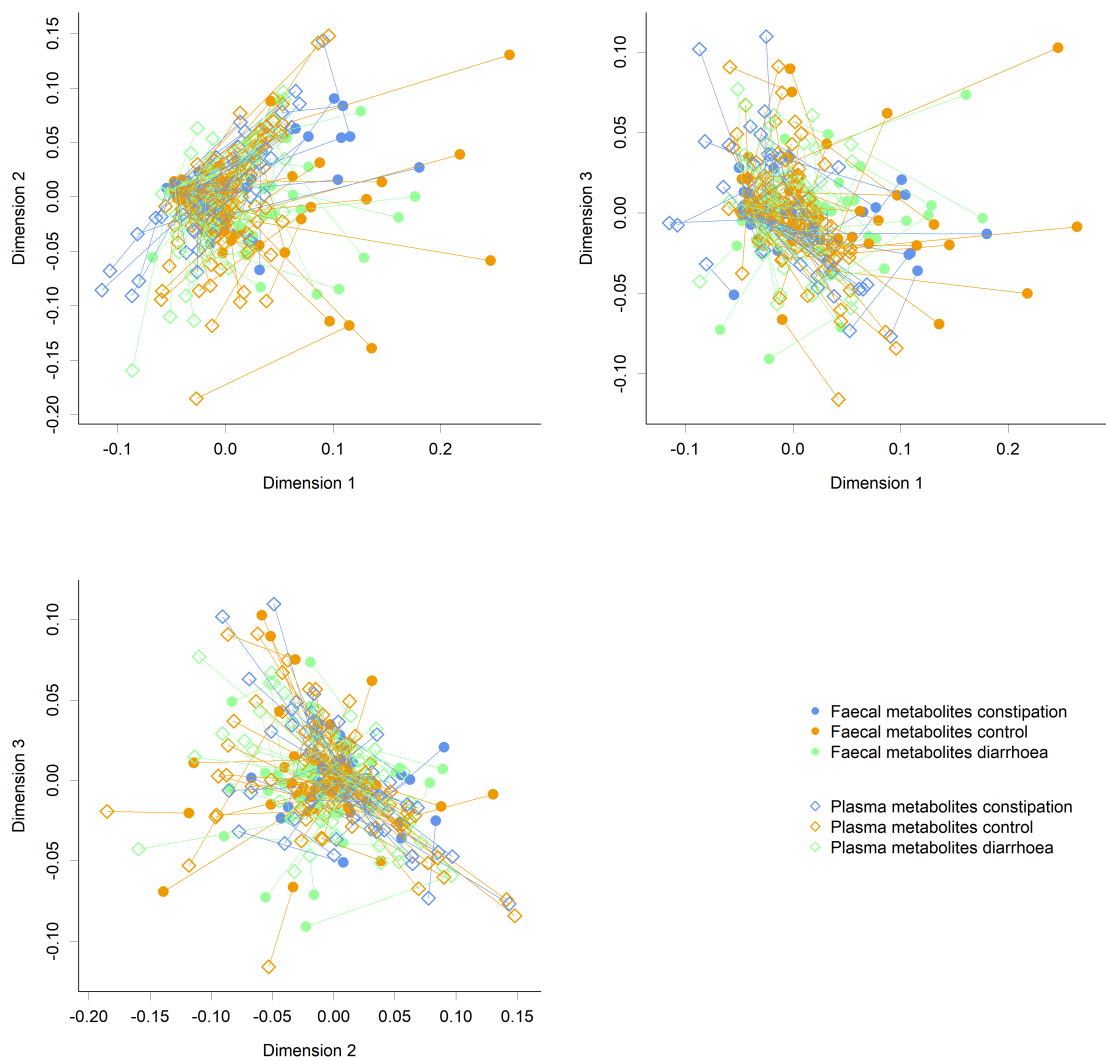 0.15
0.10
0.05
0.00
-0.05
-0.10
-0.15
-0.20
Dimension 2
-0.1 0.0 0.1 0.2
Dimension 1
0.10
0.05
0.00
-0.05
-0.10
Dimension 3
-0.1 0.0 0.1 0.2
Dimension 1
0.10
0.05
0.00
-0.05
-0.10
Dimension 3
-0.20 -0.15 -0.10 -0.05 0.00 0.05 0.10 0.15
Dimension 2
Faecal metabolites constipation
Faecal metabolites control
Faecal metabolites diarrhoea
Plasma metabolites constipation
Plasma metabolites control
Plasma metabolites diarrhoea